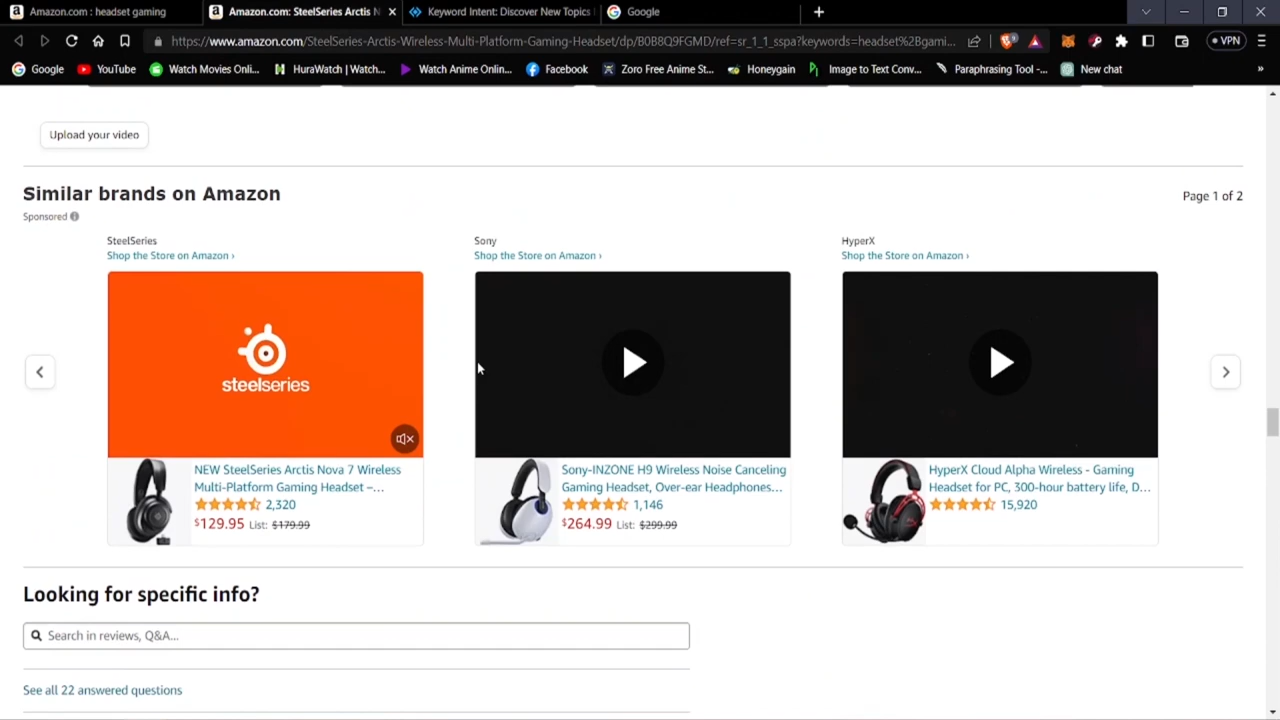 Amazon.com : headset gaming
Amazon.com: SteelSeries Arctis N
Keyword Intent: Discover New Topics
Google
https://www.amazon.com/SteelSeries-Arctis-Wireless-Multi-Platform-Gaming-Headset/dp/B0B8Q9FGMD/ref=sr_1_1_sspa?keywords=headset%2Bgami...
VPN
Google
YouTube
Watch Movies Onli...
HuraWatch | Watch...
Watch Anime Onlin...
Facebook
Zoro Free Anime St...
Honeygain
Image to Text Conv...
Paraphrasing Tool -...
New chat
Upload your video
Similar brands on Amazon
Page 1 of 2
Sponsored
SteelSeries
Shop the Store on Amazon ›
Sony
Shop the Store on Amazon ›
HyperX
Shop the Store on Amazon ›
steelseries
NEW SteelSeries Arctis Nova 7 Wireless
Multi-Platform Gaming Headset –...
2,320
$129.95 List: $179.99
Sony-INZONE H9 Wireless Noise Canceling
Gaming Headset, Over-ear Headphones...
1,146
$264.99 List: $299.99
HyperX Cloud Alpha Wireless - Gaming
Headset for PC, 300-hour battery life, D...
15,920
Looking for specific info?
Search in reviews, Q&A...
See all 22 answered questions